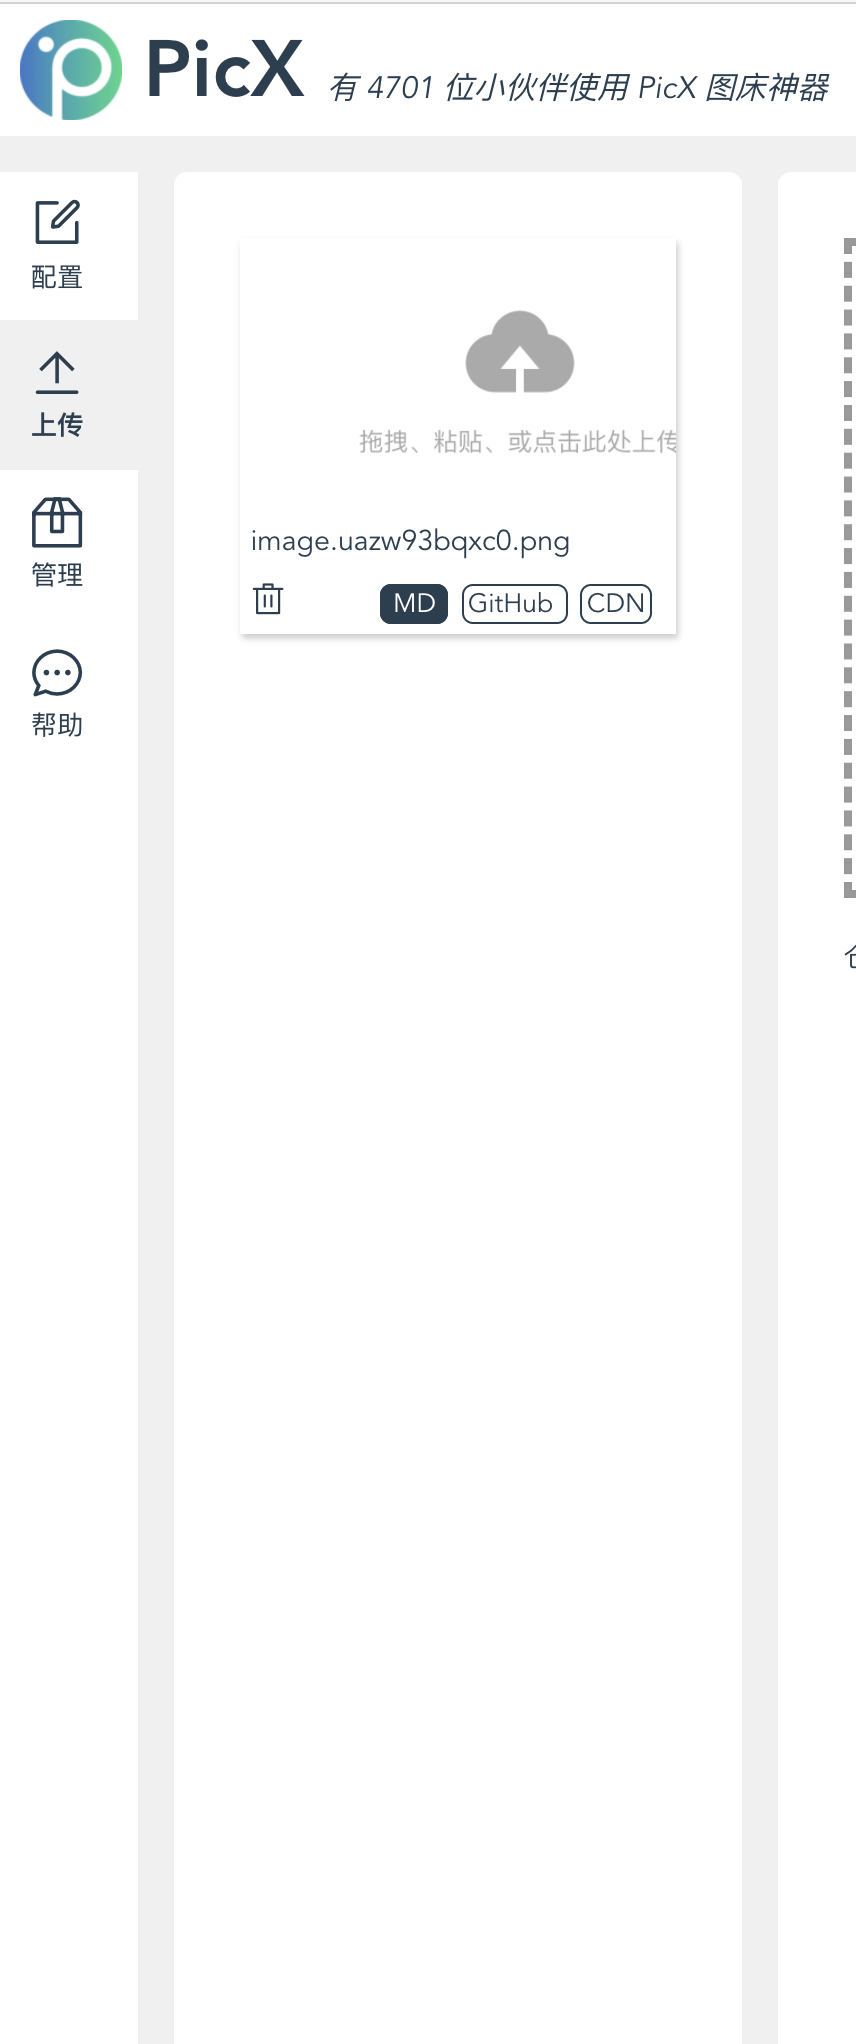 PicX 有 4701 位小伙伴使用 PicX 图床神器
配置
上传
管理
帮助
拖拽、粘贴、或点击此处上传
image.uazw93bqxc0.png
MD GitHub CDN